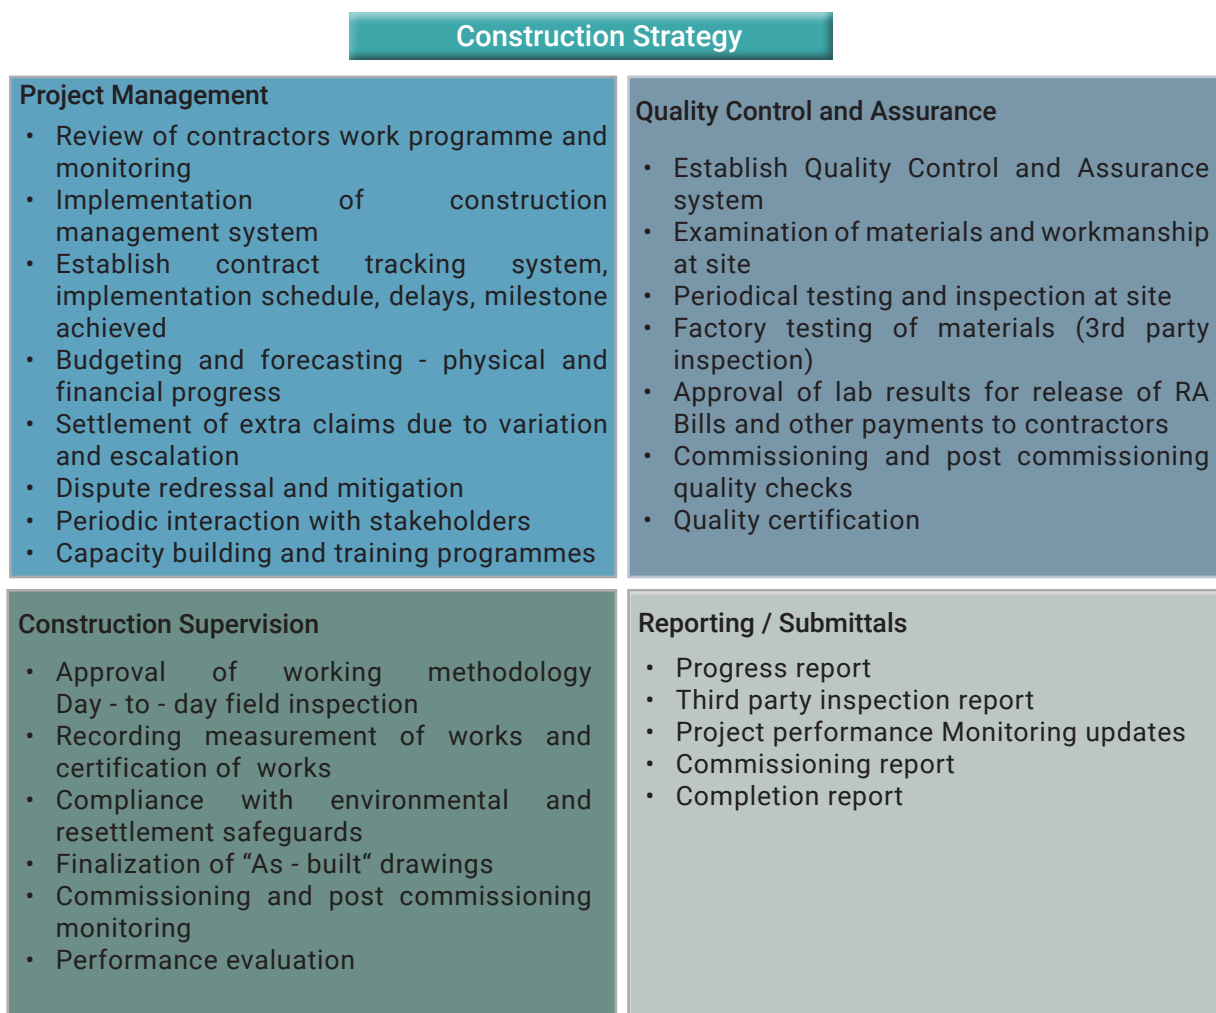 Construction Strategy
Project Management
• Review of contractors work programme and
monitoring
• Implementation of construction
management system
• Establish contract tracking system,
implementation schedule, delays, milestone
achieved
• Budgeting and forecasting - physical and
financial progress
• Settlement of extra claims due to variation
and escalation
• Dispute redressal and mitigation
• Periodic interaction with stakeholders
• Capacity building and training programmes
Quality Control and Assurance
• Establish Quality Control and Assurance
system
• Examination of materials and workmanship
at site
• Periodical testing and inspection at site
• Factory testing of materials (3rd party
inspection)
• Approval of lab results for release of RA
Bills and other payments to contractors
• Commissioning and post commissioning
quality checks
• Quality certification
Construction Supervision
• Approval of working methodology
Day - to - day field inspection
• Recording measurement of works and
certification of works
• Compliance with environmental and
resettlement safeguards
• Finalization of “As - built“ drawings
• Commissioning and post commissioning
monitoring
• Performance evaluation
Reporting / Submittals
• Progress report
• Third party inspection report
• Project performance Monitoring updates
• Commissioning report
• Completion report